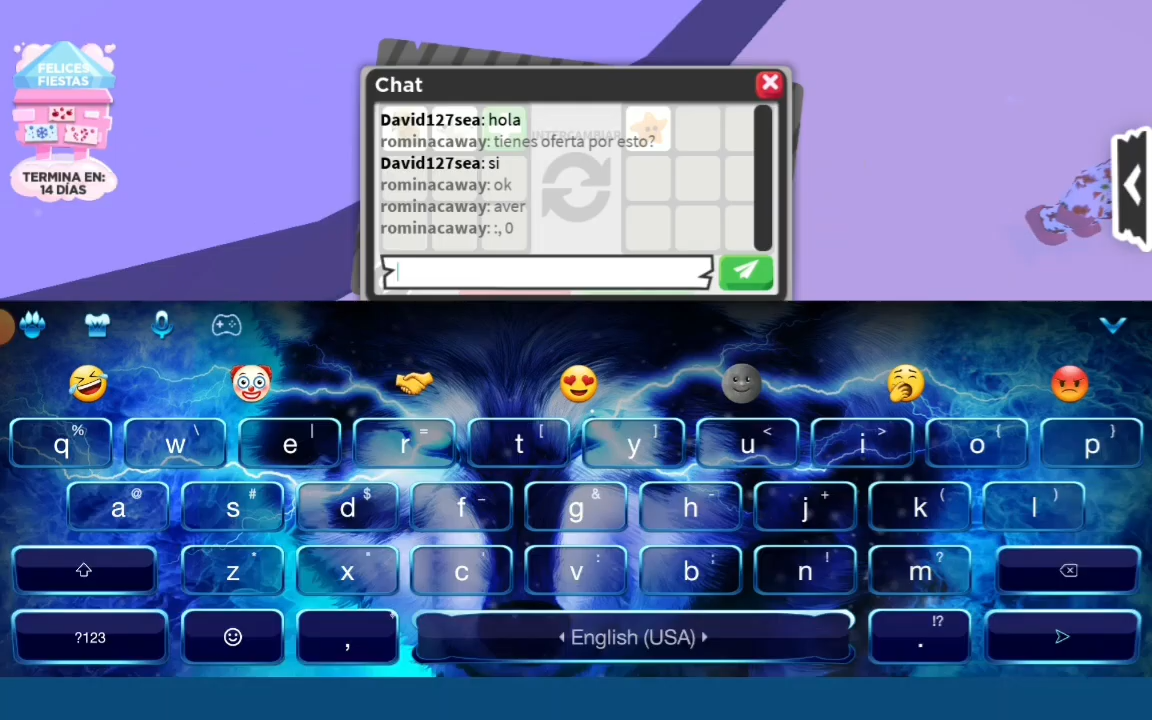 FELICES
FIESTAS
TERMINA EN:
14 DÍAS
Chat
INTERCAMBIAR
David127sea: hola
rominacaway: tienes oferta por esto?
David127sea: si
rominacaway: ok
rominacaway: aver
rominacaway: :, 0
q % w \ e | r = t [ y ] u < i > o { p }
a @ s # d $ f _ g & h - j + k ( l )
z * x " c ' v : b ; n ! m ?
?123 , English (USA) . !?